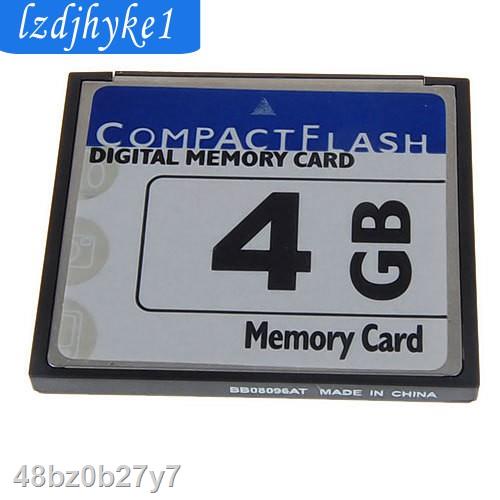 lzdjhyke1
COMPACTFLASH
DIGITAL MEMORY CARD
4 GB
Memory Card
BB08096AT MADE IN CHINA
48bz0b27y7